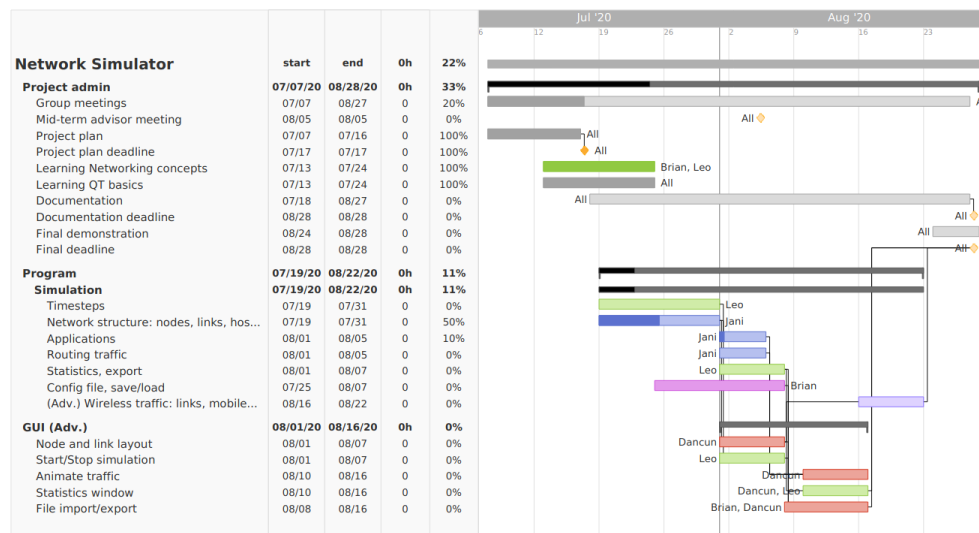 Jul '20 Aug '20
6 12 19 26 2 9 16 23
Network Simulator start end 0h 22%
Project admin 07/07/20 08/28/20 0h 33%
Group meetings 07/07 08/27 0 20%
Mid-term advisor meeting 08/05 08/05 0 0% All
Project plan 07/07 07/16 0 100% All
Project plan deadline 07/17 07/17 0 100% All
Learning Networking concepts 07/13 07/24 0 100% Brian, Leo
Learning QT basics 07/13 07/24 0 100% All
Documentation 07/18 08/27 0 0% All
Documentation deadline 08/28 08/28 0 0% All
Final demonstration 08/24 08/28 0 0% All
Final deadline 08/28 08/28 0 0% All
Program 07/19/20 08/22/20 0h 11%
Simulation 07/19/20 08/22/20 0h 11%
Timesteps 07/19 07/31 0 0% Leo
Network structure: nodes, links, hos... 07/19 07/31 0 50% Jani
Applications 08/01 08/05 0 10% Jani
Routing traffic 08/01 08/05 0 0% Jani
Statistics, export 08/01 08/07 0 0% Leo
Config file, save/load 07/25 08/07 0 0% Brian
(Adv.) Wireless traffic: links, mobile... 08/16 08/22 0 0%
GUI (Adv.) 08/01/20 08/16/20 0h 0%
Node and link layout 08/01 08/07 0 0% Dancun
Start/Stop simulation 08/01 08/07 0 0% Leo
Animate traffic 08/10 08/16 0 0% Dancun
Statistics window 08/10 08/16 0 0% Dancun, Leo
File import/export 08/08 08/16 0 0% Brian, Dancun